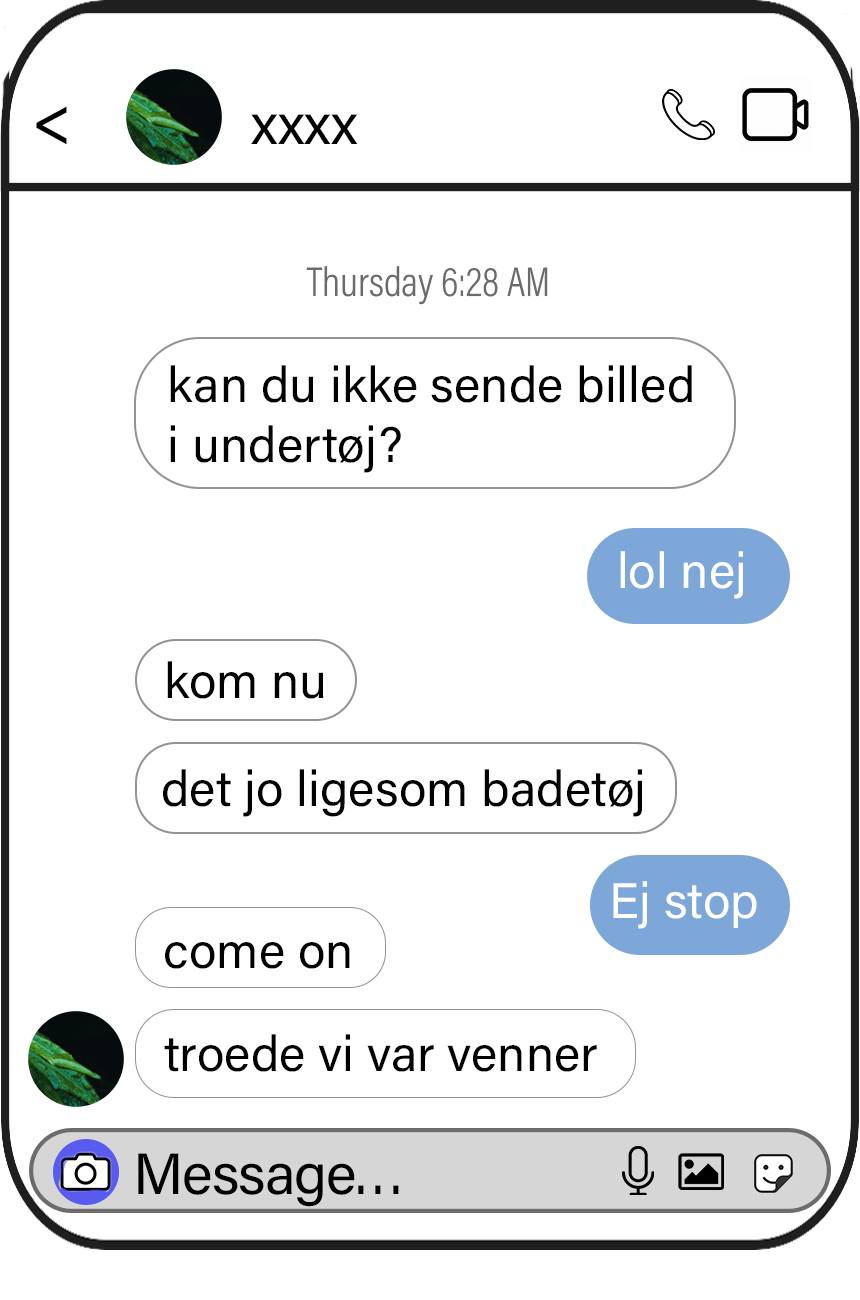 <
xxxx
Thursday 6:28 AM
kan du ikke sende billed
i undertøj?
lol nej
kom nu
det jo ligesom badetøj
Ej stop
come on
troede vi var venner
Message...